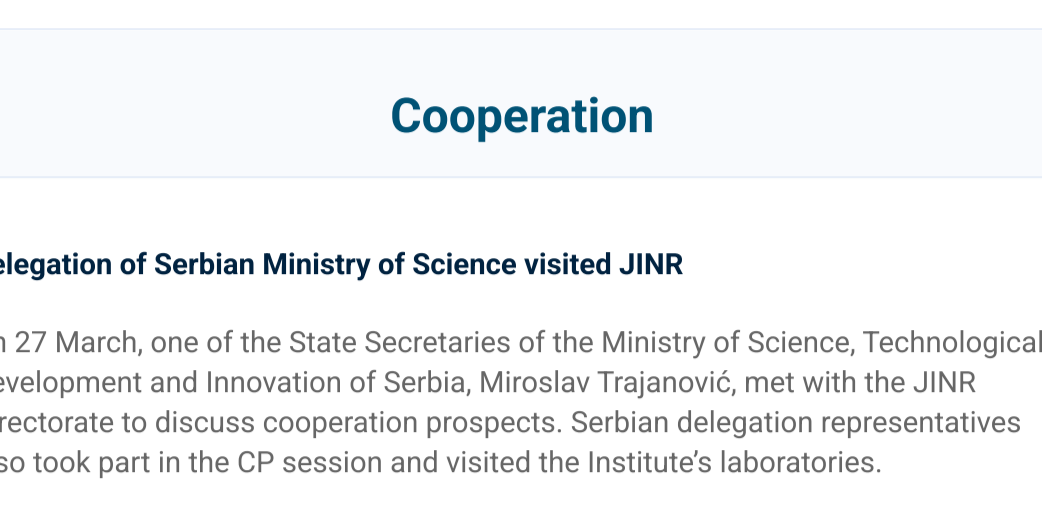 Cooperation
elegation of Serbian Ministry of Science visited JINR
n 27 March, one of the State Secretaries of the Ministry of Science, Technological
evelopment and Innovation of Serbia, Miroslav Trajanović, met with the JINR
rectorate to discuss cooperation prospects. Serbian delegation representatives
so took part in the CP session and visited the Institute’s laboratories.